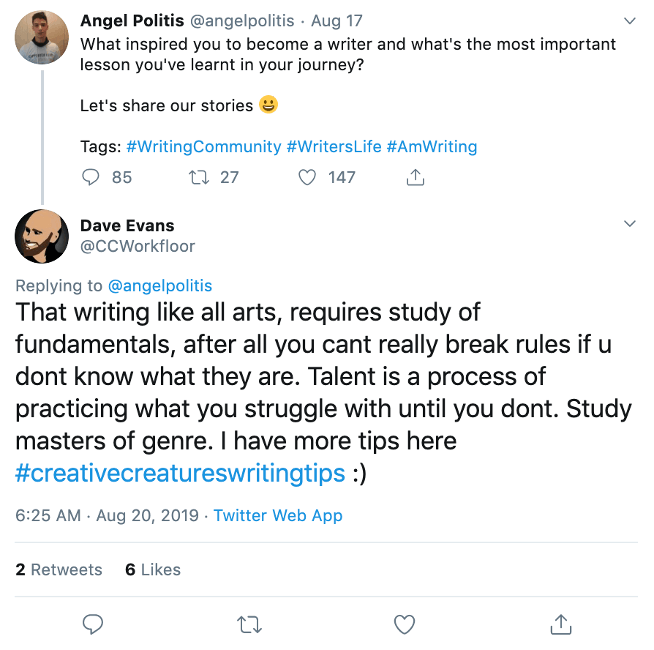 Angel Politis @angelpolitis · Aug 17
What inspired you to become a writer and what's the most important
lesson you've learnt in your journey?
Let's share our stories 😀
Tags: #WritingCommunity #WritersLife #AmWriting
85 27 147
Dave Evans
@CCWorkfloor
Replying to @angelpolitis
That writing like all arts, requires study of
fundamentals, after all you cant really break rules if u
dont know what they are. Talent is a process of
practicing what you struggle with until you dont. Study
masters of genre. I have more tips here
#creativecreatureswritingtips :)
6:25 AM · Aug 20, 2019 · Twitter Web App
2 Retweets 6 Likes